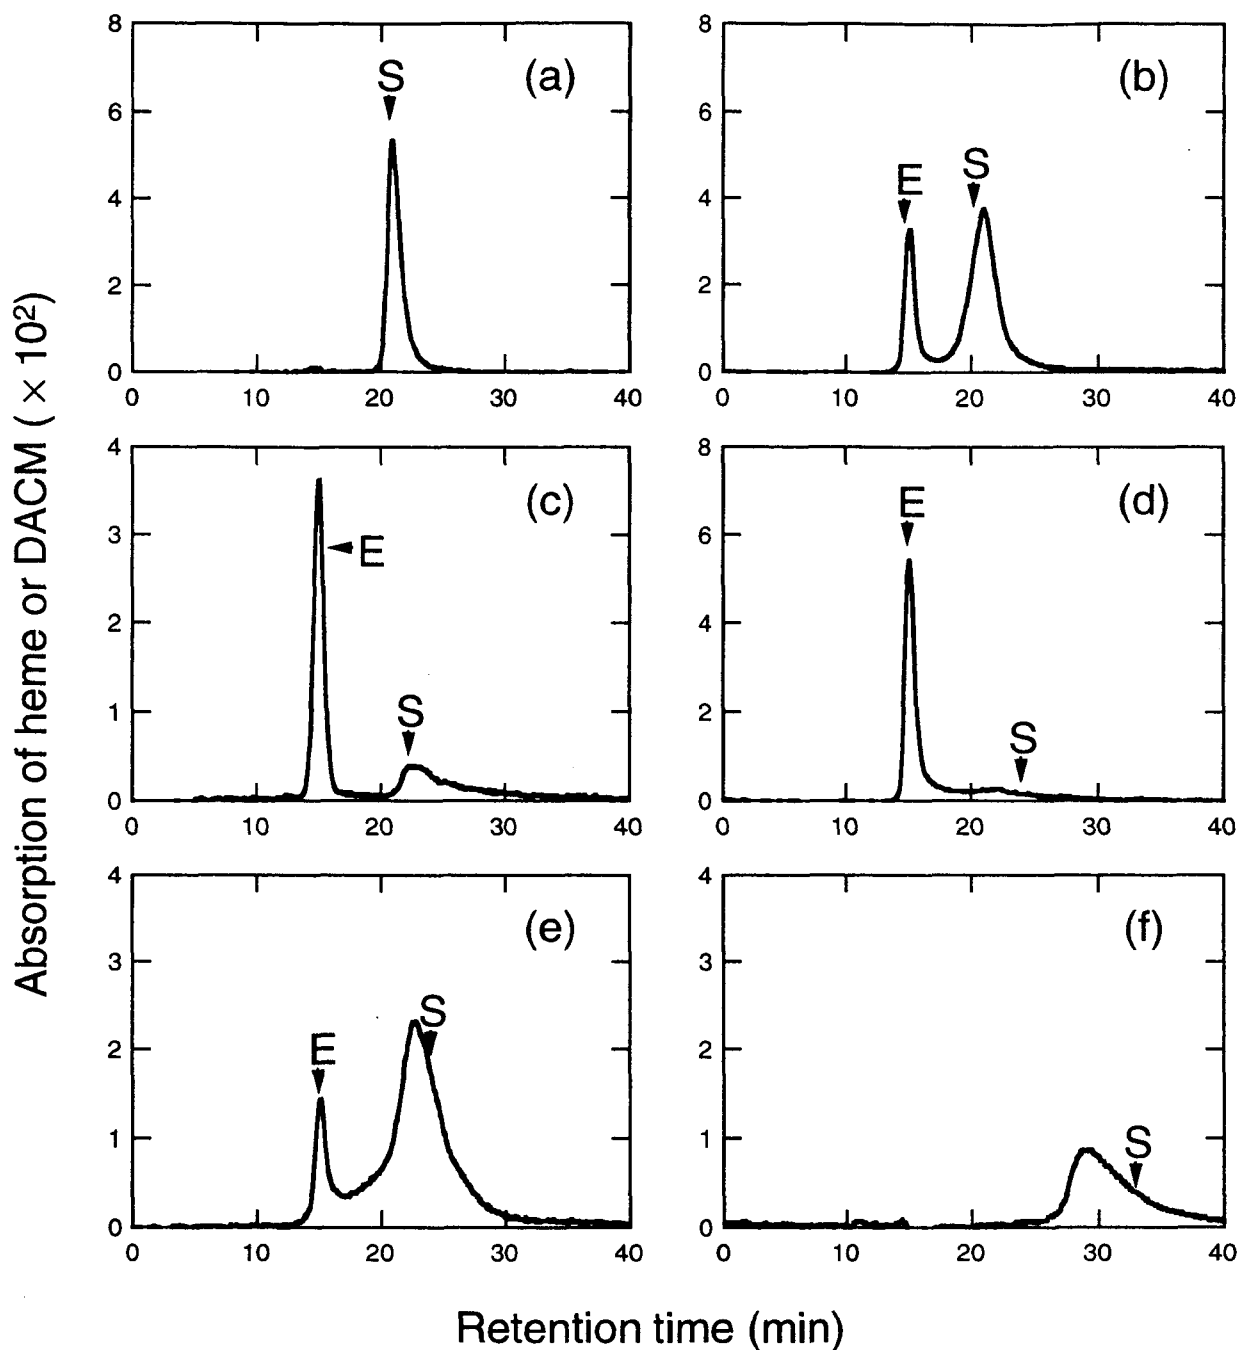 Absorption of heme or DACM ( × 10²)
8 6 4 2 0
0 10 20 30 40
S
(a)
8 6 4 2 0
0 10 20 30 40
E S
(b)
4 3 2 1 0
0 10 20 30 40
E
S
(c)
8 6 4 2 0
0 10 20 30 40
E
S
(d)
4 3 2 1 0
0 10 20 30 40
E S
(e)
4 3 2 1 0
0 10 20 30 40
S
(f)
Retention time (min)